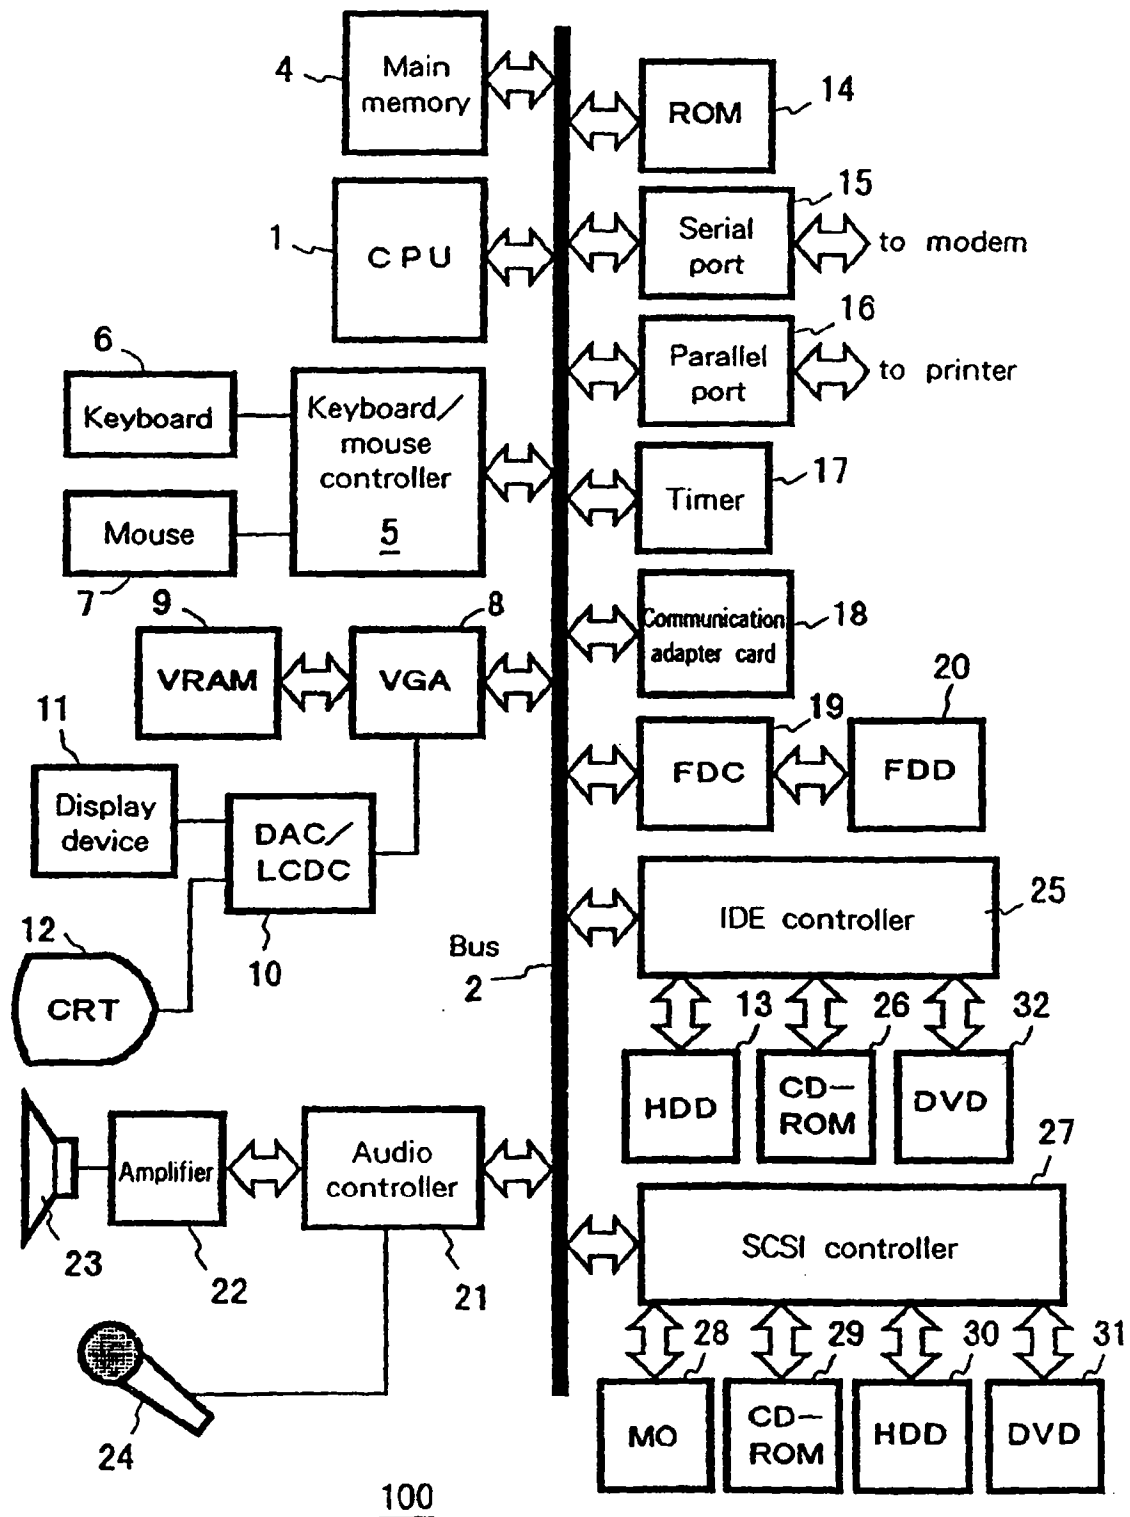 4
Main
memory
14
ROM
1
CPU
15
Serial
port
to modem
16
Parallel
port
to printer
6
Keyboard
Keyboard/
mouse
controller
5
Mouse
7
17
Timer
18
Communication
adapter card
9
VRAM
8
VGA
19
FDC
20
FDD
11
Display
device
DAC/
LCDC
10
12
CRT
Bus
2
25
IDE controller
13
HDD
26
CD-
ROM
32
DVD
23
Amplifier
22
Audio
controller
21
24
27
SCSI controller
28
MO
29
CD-
ROM
30
HDD
31
DVD
100